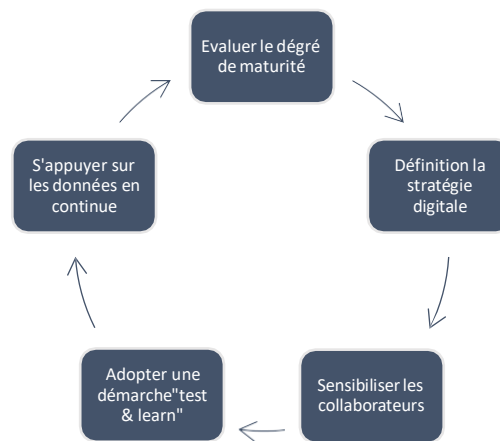 Evaluer le dégré
de maturité
Définition la
stratégie
digitale
Sensibiliser les
collaborateurs
Adopter une
démarche"test
& learn"
S'appuyer sur
les données en
continue